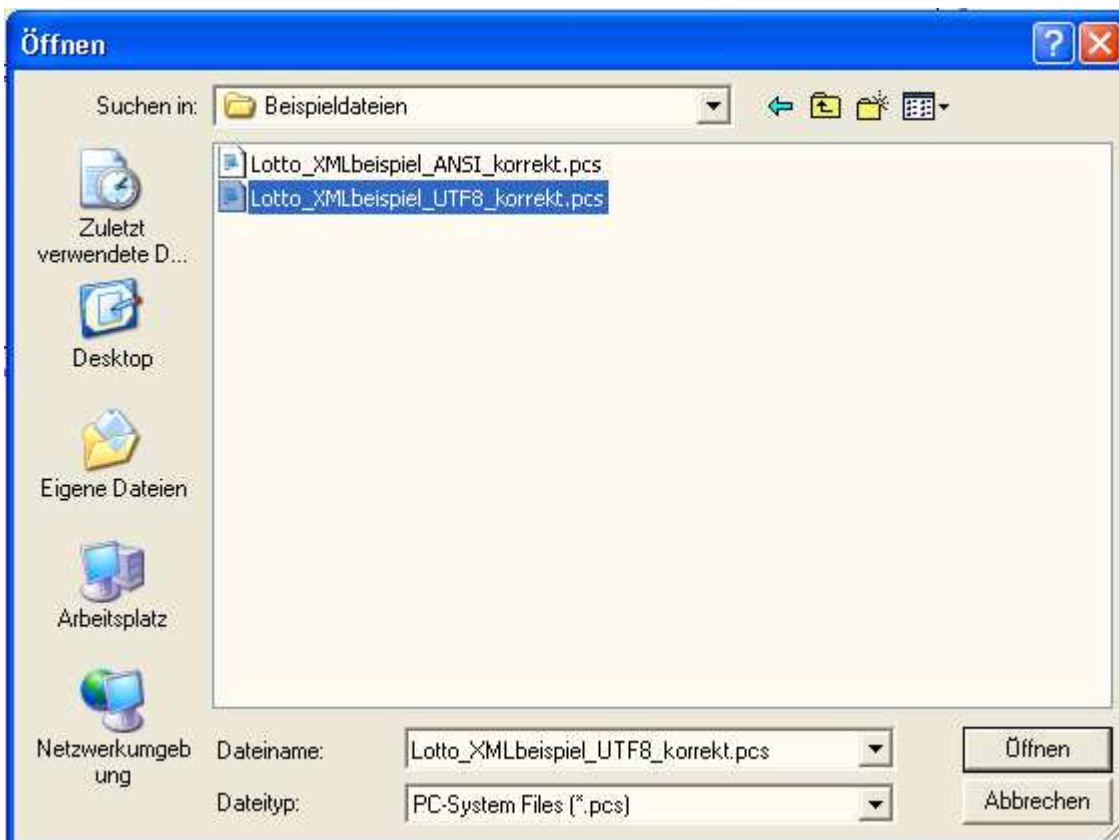 Öffnen
?
Suchen in:
Beispieldateien
Lotto_XMLbeispiel_ANSI_korrekt.pcs
Lotto_XMLbeispiel_UTF8_korrekt.pcs
Zuletzt
verwendete D...
Desktop
Eigene Dateien
Arbeitsplatz
Netzwerkumgeb
ung
Dateiname:
Lotto_XMLbeispiel_UTF8_korrekt.pcs
Öffnen
Dateityp:
PC-System Files (*.pcs)
Abbrechen